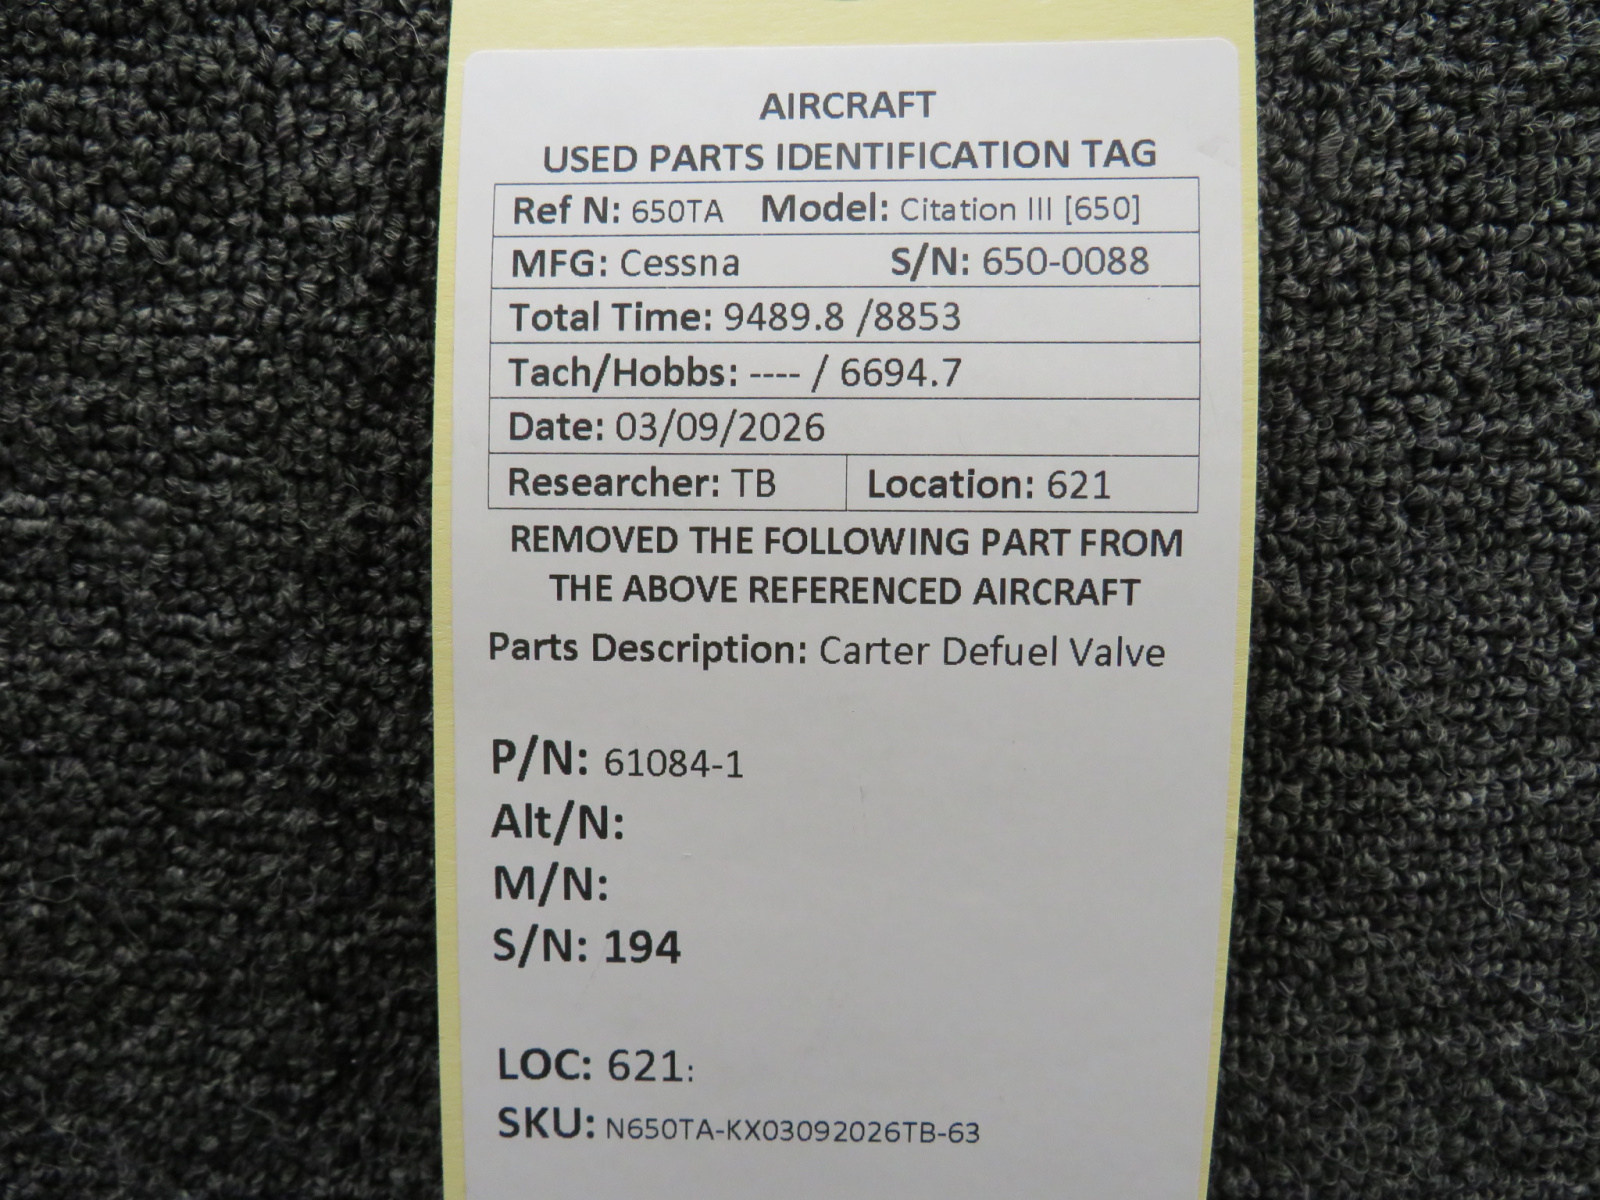 AIRCRAFT
USED PARTS IDENTIFICATION TAG
Ref N: 650TA Model: Citation III [650]
MFG: Cessna S/N: 650-0088
Total Time: 9489.8 /8853
Tach/Hobbs: ---- / 6694.7
Date: 03/09/2026
Researcher: TB Location: 621
REMOVED THE FOLLOWING PART FROM
THE ABOVE REFERENCED AIRCRAFT
Parts Description: Carter Defuel Valve
P/N: 61084-1
Alt/N:
M/N:
S/N: 194
LOC: 621:
SKU: N650TA-KX03092026TB-63